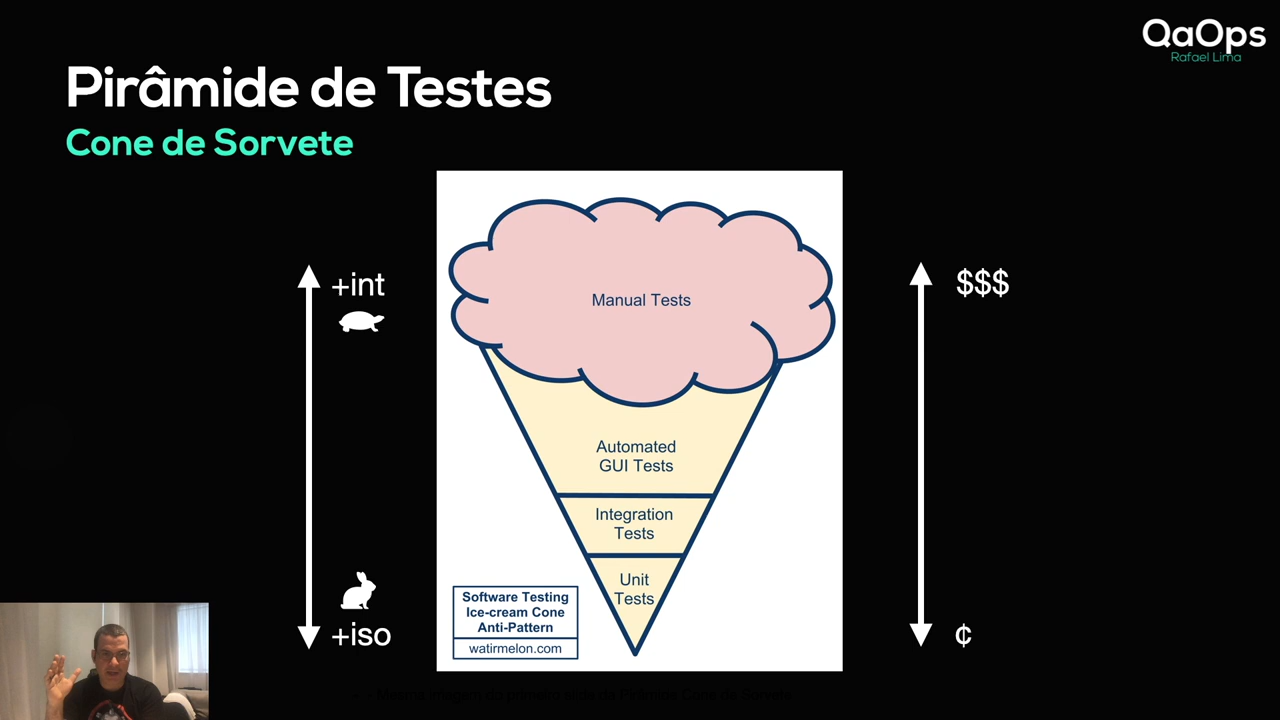 QaOps
Rafael Lima
Pirâmide de Testes
Cone de Sorvete
+int
$$$
Manual Tests
Automated
GUI Tests
Integration
Tests
Unit
Tests
Software Testing
Ice-cream Cone
Anti-Pattern
watirmelon.com
+iso
¢